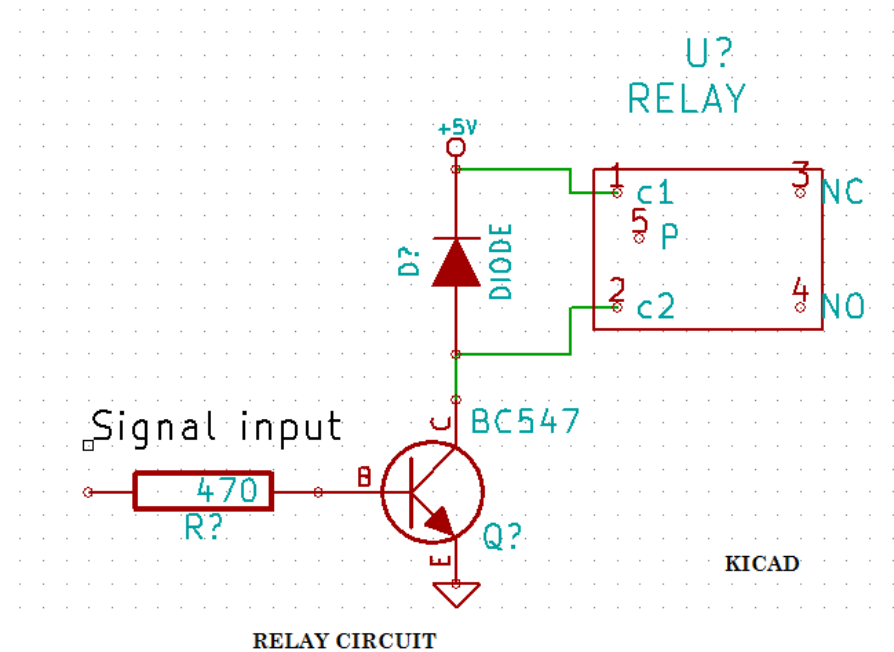 U?
RELAY
+5V
1
c1
3
NC
5
P
D?
DIODE
2
c2
4
NO
C
BC547
Signal input
B
470
R?
Q?
E
KICAD
RELAY CIRCUIT